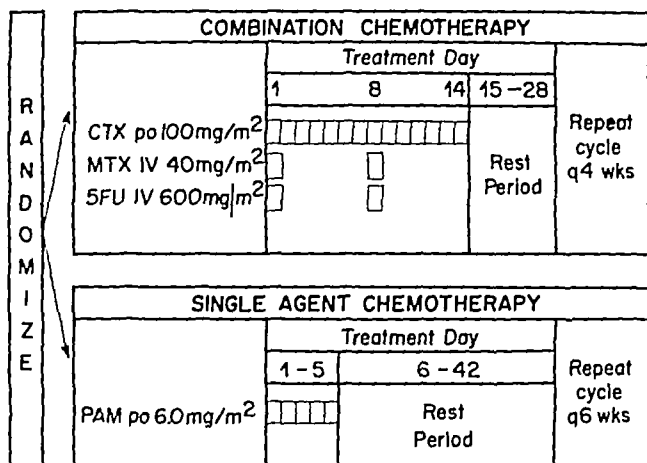 RANDOMIZE
COMBINATION CHEMOTHERAPY
Treatment Day
1 8 14 15-28
CTX po 100mg/m²
MTX IV 40mg/m²
5FU IV 600mg/m²
Rest
Period
Repeat
cycle
q4 wks
SINGLE AGENT CHEMOTHERAPY
Treatment Day
1-5 6-42
PAM po 6.0mg/m²
Rest
Period
Repeat
cycle
q6 wks